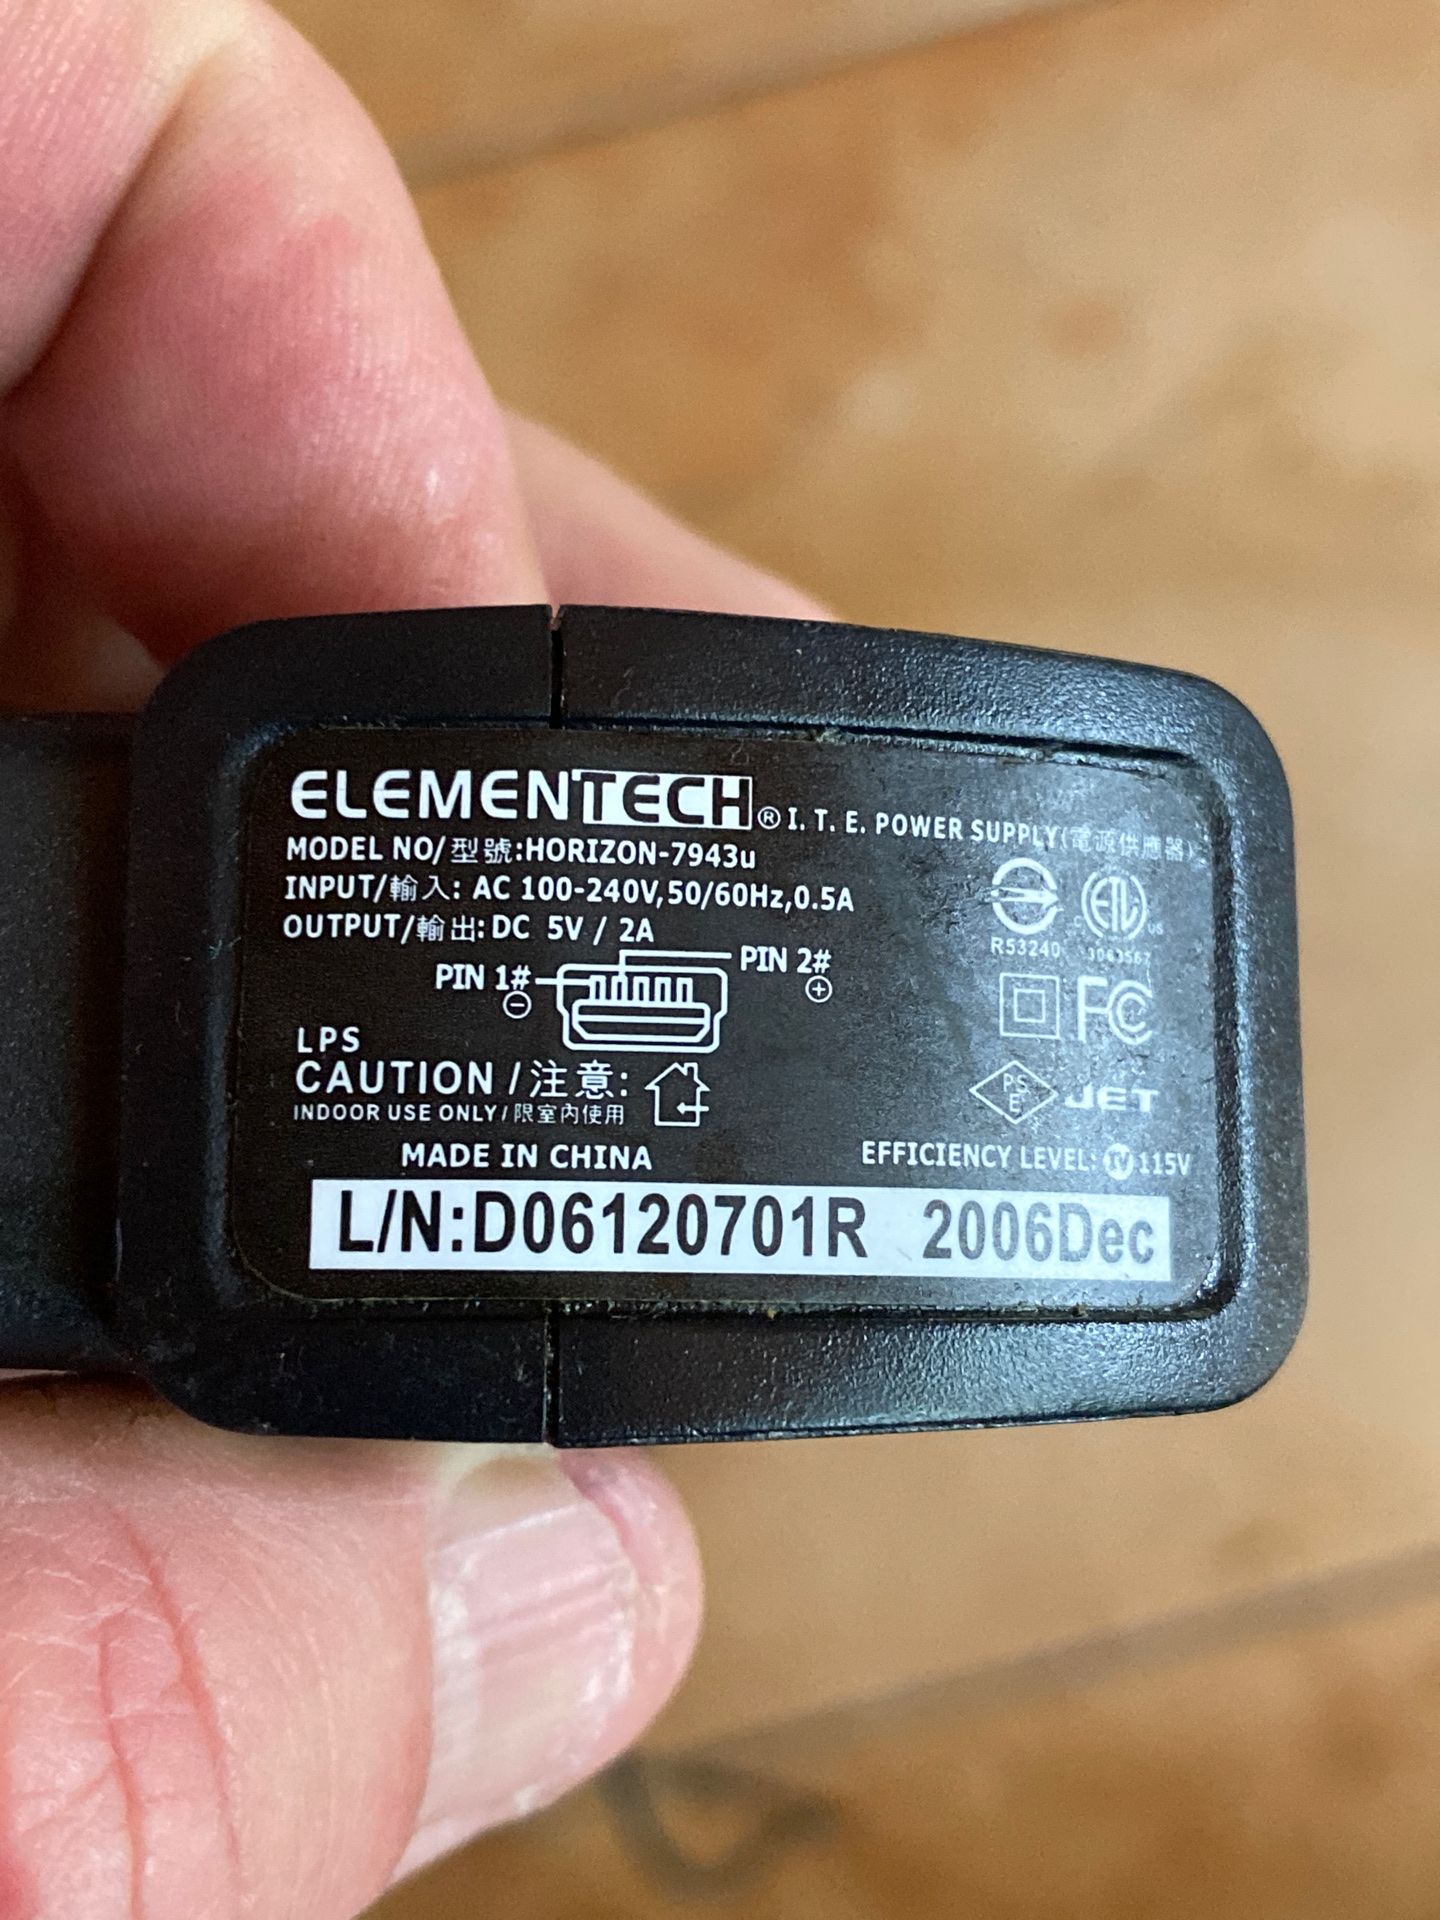 ELEMENTECH® I. T. E. POWER SUPPLY(電源供應器)
MODEL NO/型號:HORIZON-7943u
INPUT/輸入: AC 100-240V,50/60Hz,0.5A
OUTPUT/輸出: DC 5V / 2A
PIN 1#
PIN 2#
R53240
ETL
C US
LPS
FC
CAUTION /注意:
INDOOR USE ONLY/限室內使用
PS
E
JET
MADE IN CHINA
EFFICIENCY LEVEL: IV 115V
L/N:D06120701R 2006Dec